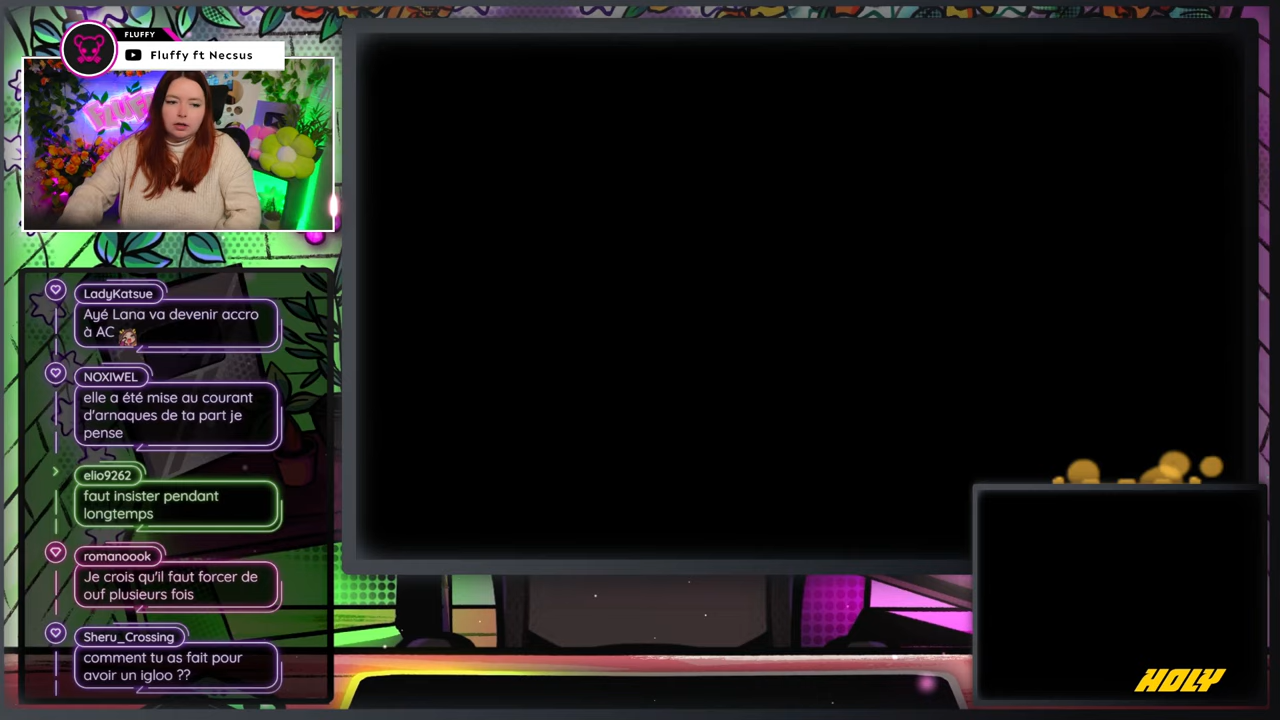 FLUFFY
Fluffy ft Necsus
LadyKatsue
Ayé Lana va devenir accro
à AC
NOXIWEL
elle a été mise au courant
d'arnaques de ta part je
pense
elio9262
faut insister pendant
longtemps
romanoook
Je crois qu'il faut forcer de
ouf plusieurs fois
Sheru_Crossing
comment tu as fait pour
avoir un igloo ??
HOLY